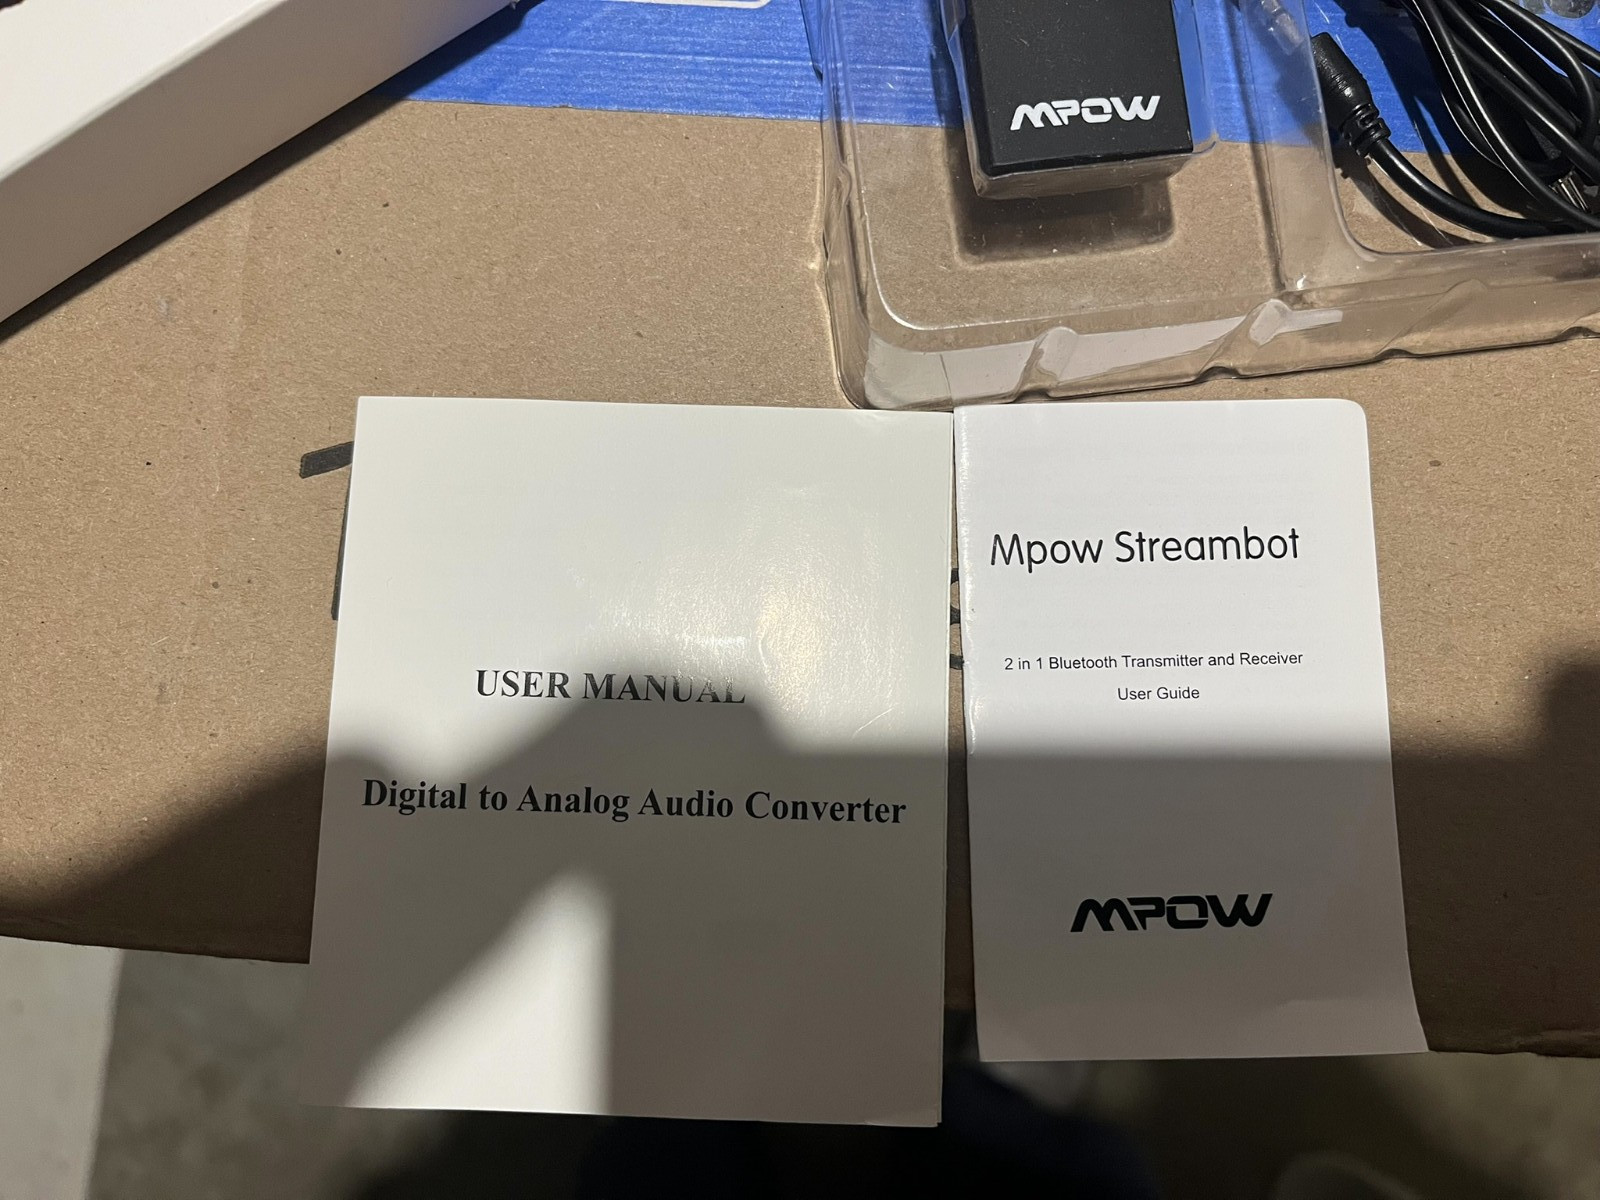 MPOW
USER MANUAL
Digital to Analog Audio Converter
Mpow Streambot
2 in 1 Bluetooth Transmitter and Receiver
User Guide
MPOW